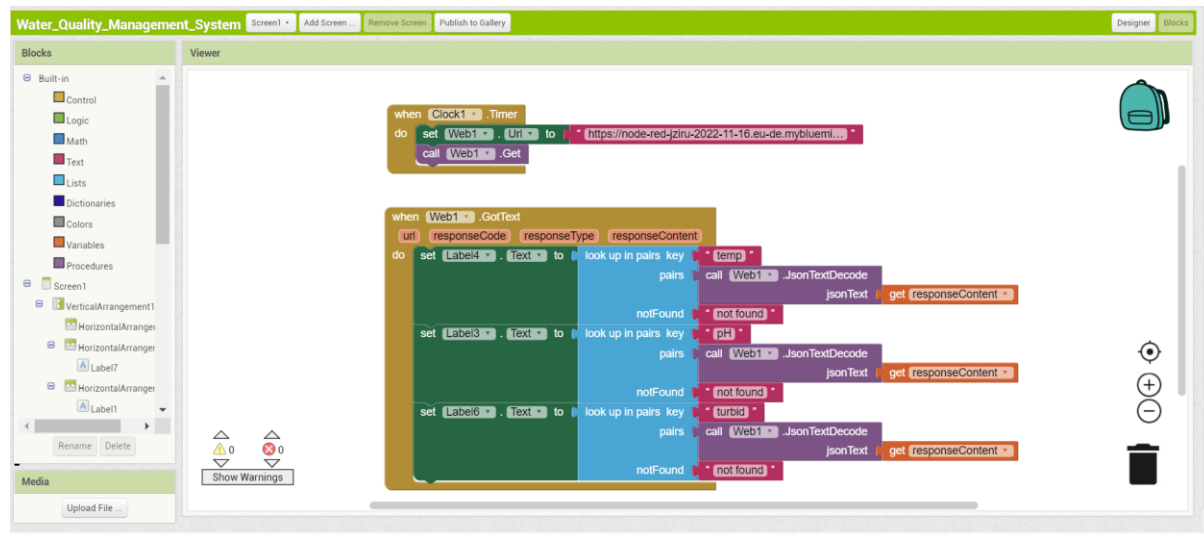 Water_Quality_Management_System Screen1 Add Screen ... Remove Screen Publish to Gallery Designer Blocks
Blocks
Viewer
Built-in
Control
Logic
Math
Text
Lists
Dictionaries
Colors
Variables
Procedures
Screen1
VerticalArrangement1
HorizontalArranger
HorizontalArranger
Label7
HorizontalArranger
Label1
Rename Delete
Media
Upload File ...
when Clock1 .Timer
do set Web1 . Url to " https://node-red-jziru-2022-11-16.eu-de.mybluemi... "
call Web1 .Get
when Web1 .GotText
url responseCode responseType responseContent
do set Label4 . Text to look up in pairs key " temp "
pairs call Web1 .JsonTextDecode
jsonText get responseContent
notFound " not found "
set Label3 . Text to look up in pairs key " pH "
pairs call Web1 .JsonTextDecode
jsonText get responseContent
notFound " not found "
set Label6 . Text to look up in pairs key " turbid "
pairs call Web1 .JsonTextDecode
jsonText get responseContent
notFound " not found "
0 0
Show Warnings